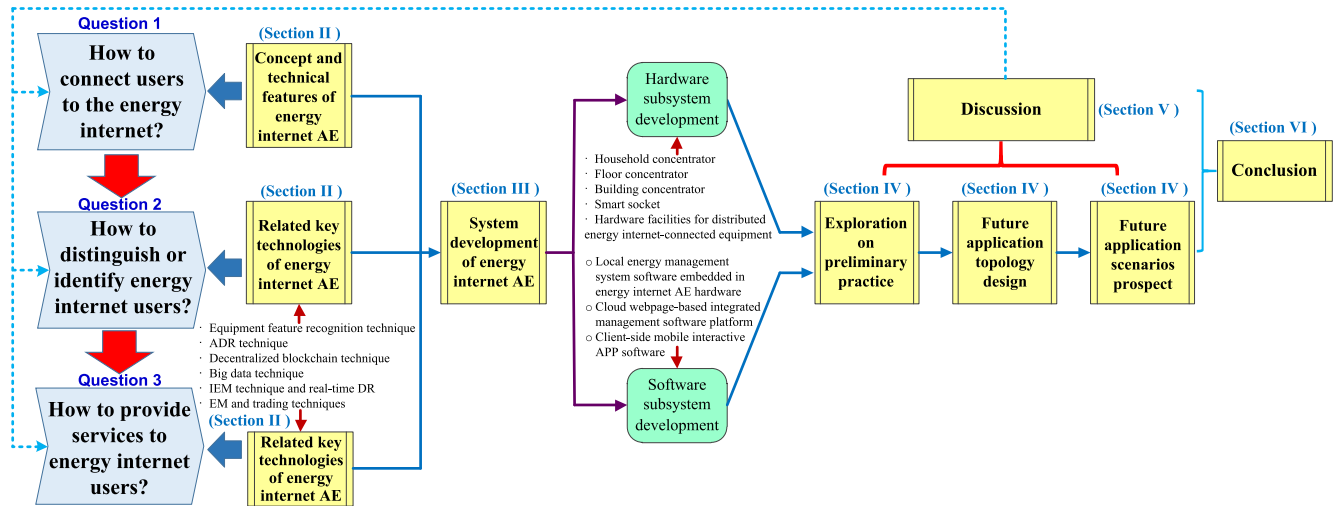 Question 1
How to
connect users
to the energy
internet?
(Section II )
Concept and
technical
features of
energy
internet AE
Question 2
How to
distinguish or
identify energy
internet users?
(Section II )
Related key
technologies
of energy
internet AE
· Equipment feature recognition technique
· ADR technique
· Decentralized blockchain technique
· Big data technique
· IEM technique and real-time DR
· EM and trading techniques
Question 3
How to provide
services to
energy internet
users?
(Section II )
Related key
technologies
of energy
internet AE
(Section III )
System
development
of energy
internet AE
Hardware
subsystem
development
· Household concentrator
· Floor concentrator
· Building concentrator
· Smart socket
· Hardware facilities for distributed
energy internet-connected equipment
o Local energy management
system software embedded in
energy internet AE hardware
o Cloud webpage-based integrated
management software platform
o Client-side mobile interactive
APP software
Software
subsystem
development
(Section IV )
Exploration on
preliminary
practice
(Section IV )
Future
application
topology
design
(Section IV )
Future
application
scenarios
prospect
Discussion
(Section V )
(Section VI )
Conclusion